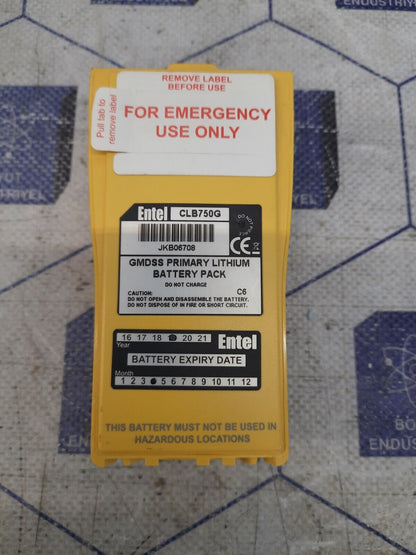 REMOVE LABEL
BEFORE USE
Pull tab to
remove label
FOR EMERGENCY
USE ONLY
Entel CLB750G
JKB06708
CE
GMDSS PRIMARY LITHIUM
BATTERY PACK
DO NOT CHARGE
CAUTION: C6
DO NOT OPEN AND DISASSEMBLE THE BATTERY.
DO NOT DISPOSE OF IN FIRE OR SHORT CIRCUIT.
16 17 18 20 21 Entel
Year
BATTERY EXPIRY DATE
Month
1 2 3 5 6 7 8 9 10 11 12
THIS BATTERY MUST NOT BE USED IN
HAZARDOUS LOCATIONS
ENDUSTRIYEL
ENDUSTRI